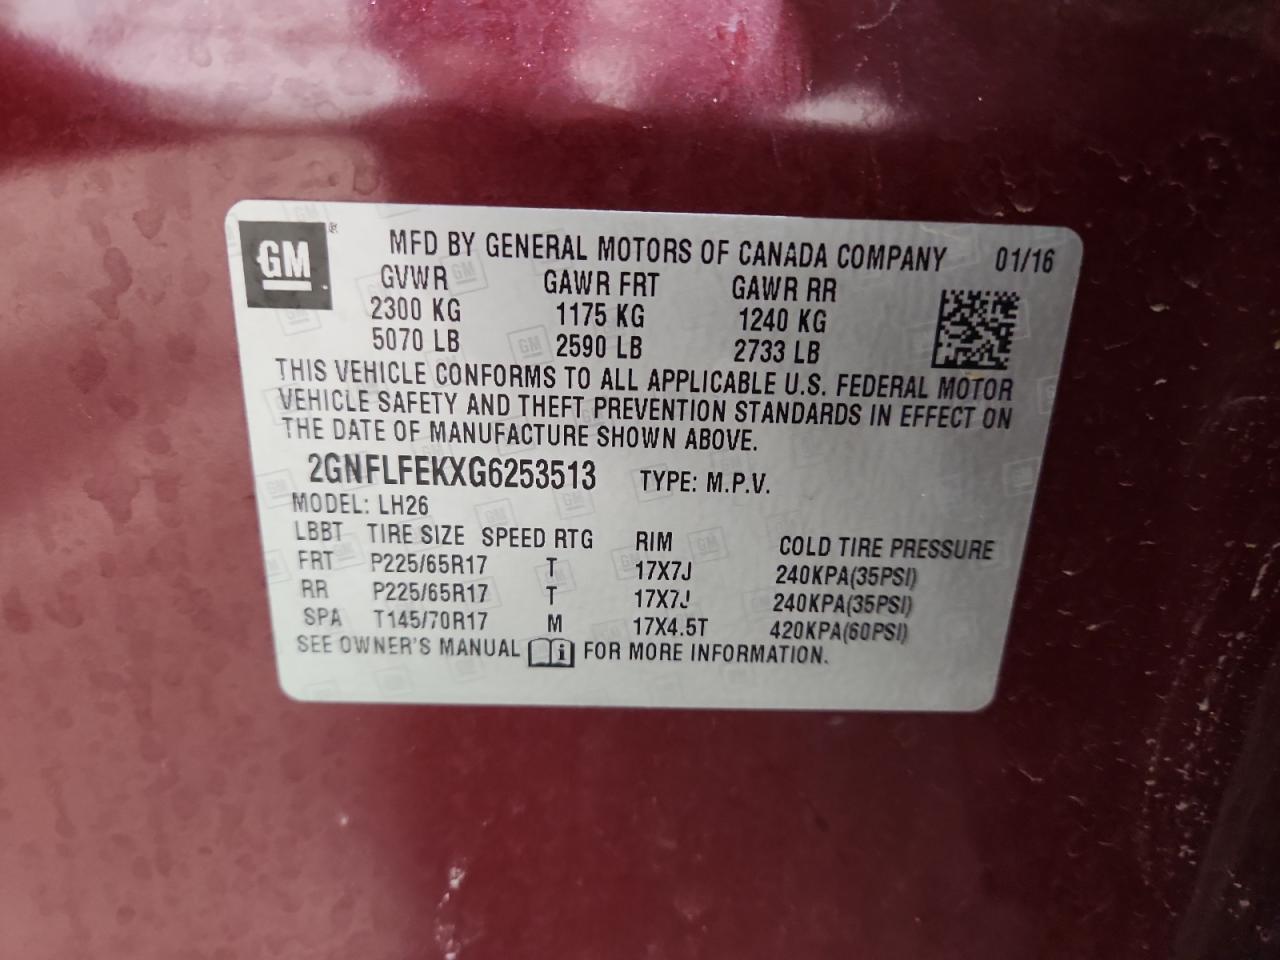 GM
MFD BY GENERAL MOTORS OF CANADA COMPANY 01/16
GVWR GAWR FRT GAWR RR
2300 KG 1175 KG 1240 KG
5070 LB 2590 LB 2733 LB
THIS VEHICLE CONFORMS TO ALL APPLICABLE U.S. FEDERAL MOTOR
VEHICLE SAFETY AND THEFT PREVENTION STANDARDS IN EFFECT ON
THE DATE OF MANUFACTURE SHOWN ABOVE.
2GNFLFEKXG6253513 TYPE: M.P.V.
MODEL: LH26
LBBT TIRE SIZE SPEED RTG RIM COLD TIRE PRESSURE
FRT P225/65R17 T 17X7J 240KPA(35PSI)
RR P225/65R17 T 17X7J 240KPA(35PSI)
SPA T145/70R17 M 17X4.5T 420KPA(60PSI)
SEE OWNER'S MANUAL i FOR MORE INFORMATION.